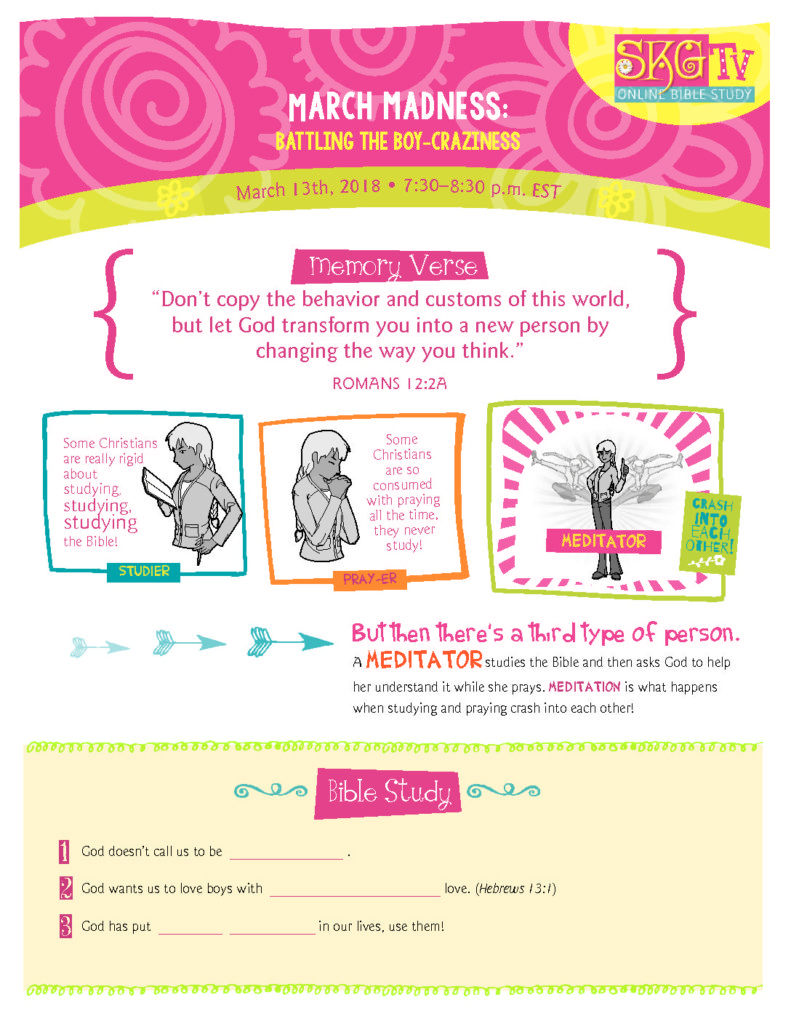 SKG TV
ONLINE BIBLE STUDY
MARCH MADNESS:
BATTLING THE BOY-CRAZINESS
March 13th, 2018 • 7:30–8:30 p.m. EST
Memory Verse
“Don’t copy the behavior and customs of this world,
but let God transform you into a new person by
changing the way you think.”
ROMANS 12:2A
Some Christians
are really rigid
about
studying,
studying,
studying
the Bible!
STUDIER
Some
Christians
are so
consumed
with praying
all the time,
they never
study!
PRAY-ER
MEDITATOR
CRASH
INTO
EACH
OTHER!
But then there’s a third type of person.
A MEDITATOR studies the Bible and then asks God to help
her understand it while she prays. MEDITATION is what happens
when studying and praying crash into each other!
Bible Study
1 God doesn’t call us to be ______________ .
2 God wants us to love boys with _____________________ love. (Hebrews 13:1)
3 God has put ________ ___________ in our lives, use them!